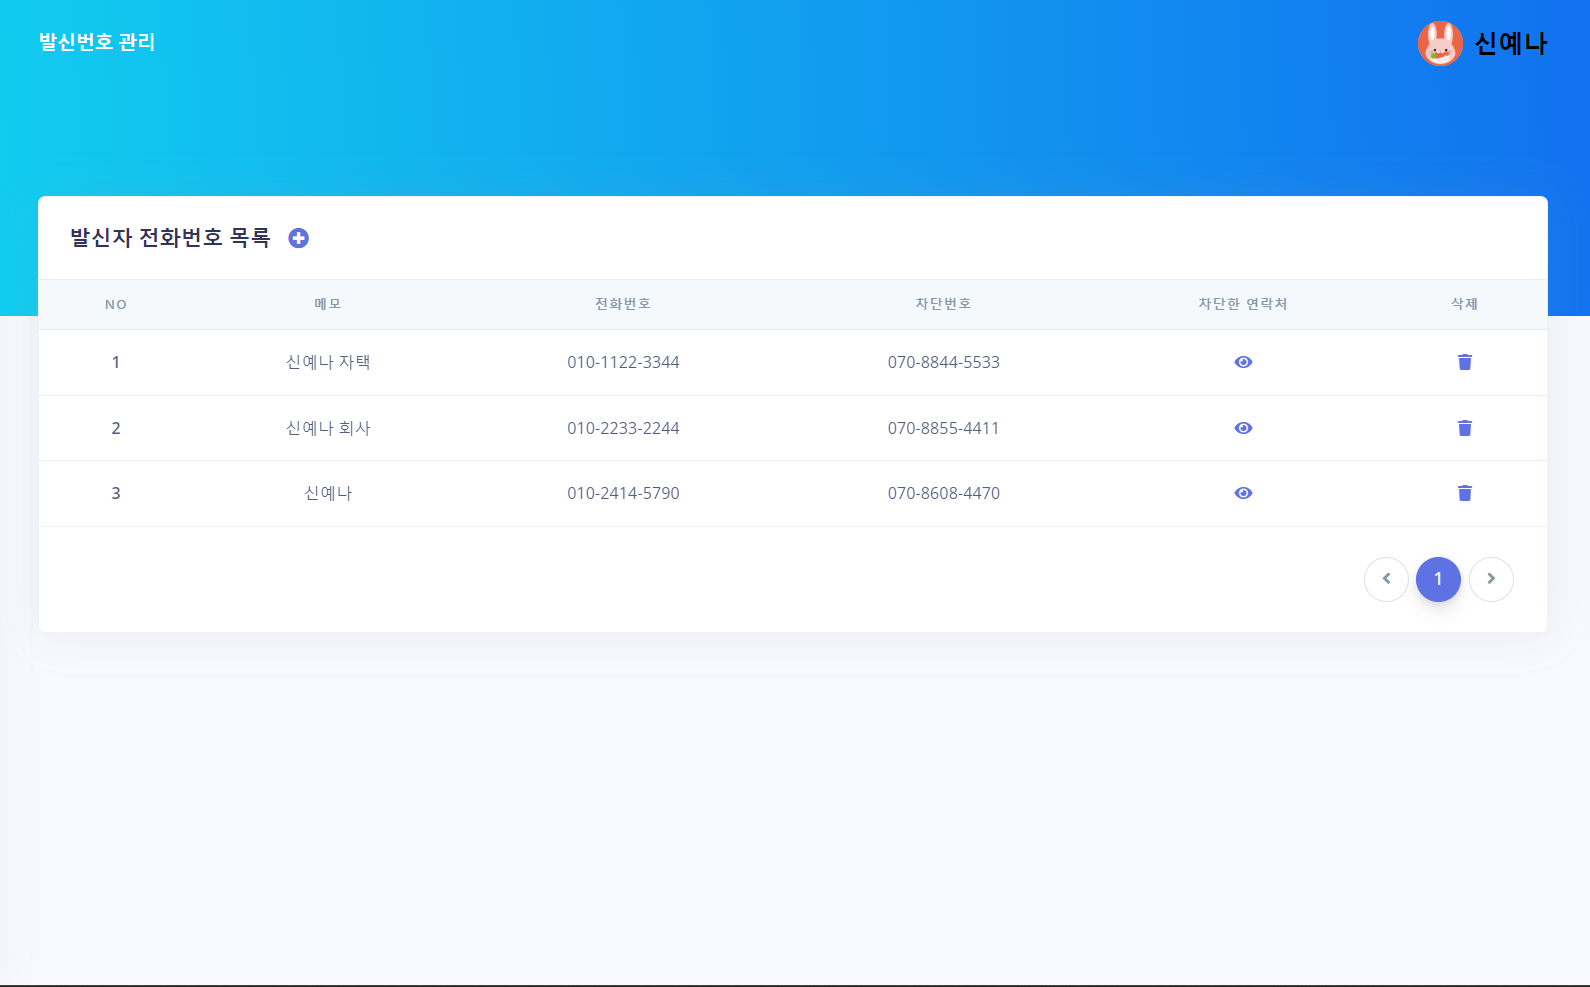 발신번호 관리
신예나
발신자 전화번호 목록
NO 메모 전화번호 차단번호 차단한 연락처 삭제
1 신예나 자택 010-1122-3344 070-8844-5533
2 신예나 회사 010-2233-2244 070-8855-4411
3 신예나 010-2414-5790 070-8608-4470
1